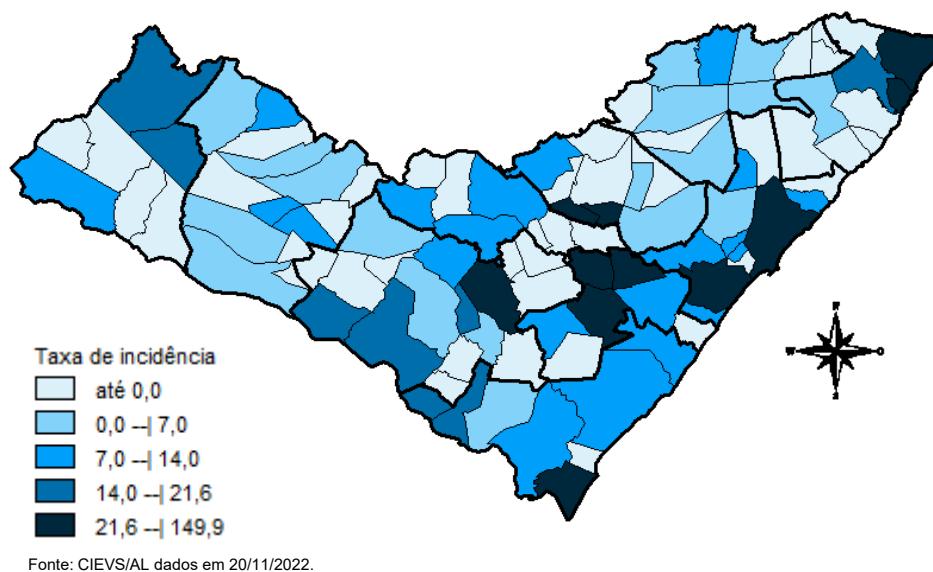 Taxa de incidência
até 0,0
0,0 --| 7,0
7,0 --| 14,0
14,0 --| 21,6
21,6 --| 149,9
Fonte: CIEVS/AL dados em 20/11/2022.